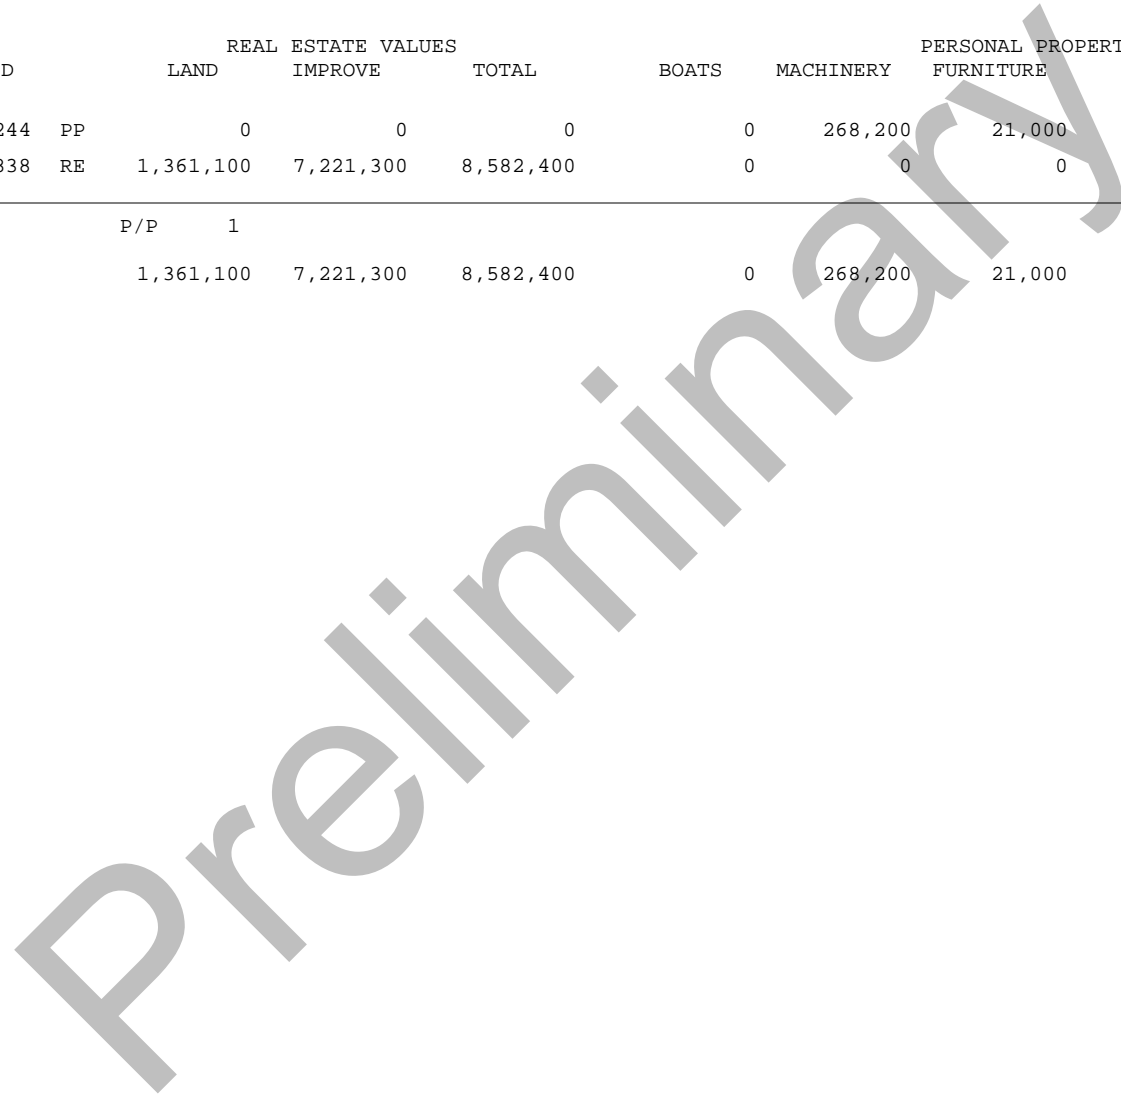 REAL ESTATE VALUES PERSONAL PROPERT
D LAND IMPROVE TOTAL BOATS MACHINERY FURNITURE
244 PP 0 0 0 0 268,200 21,000
338 RE 1,361,100 7,221,300 8,582,400 0 0 0
P/P 1
1,361,100 7,221,300 8,582,400 0 268,200 21,000
Preliminary